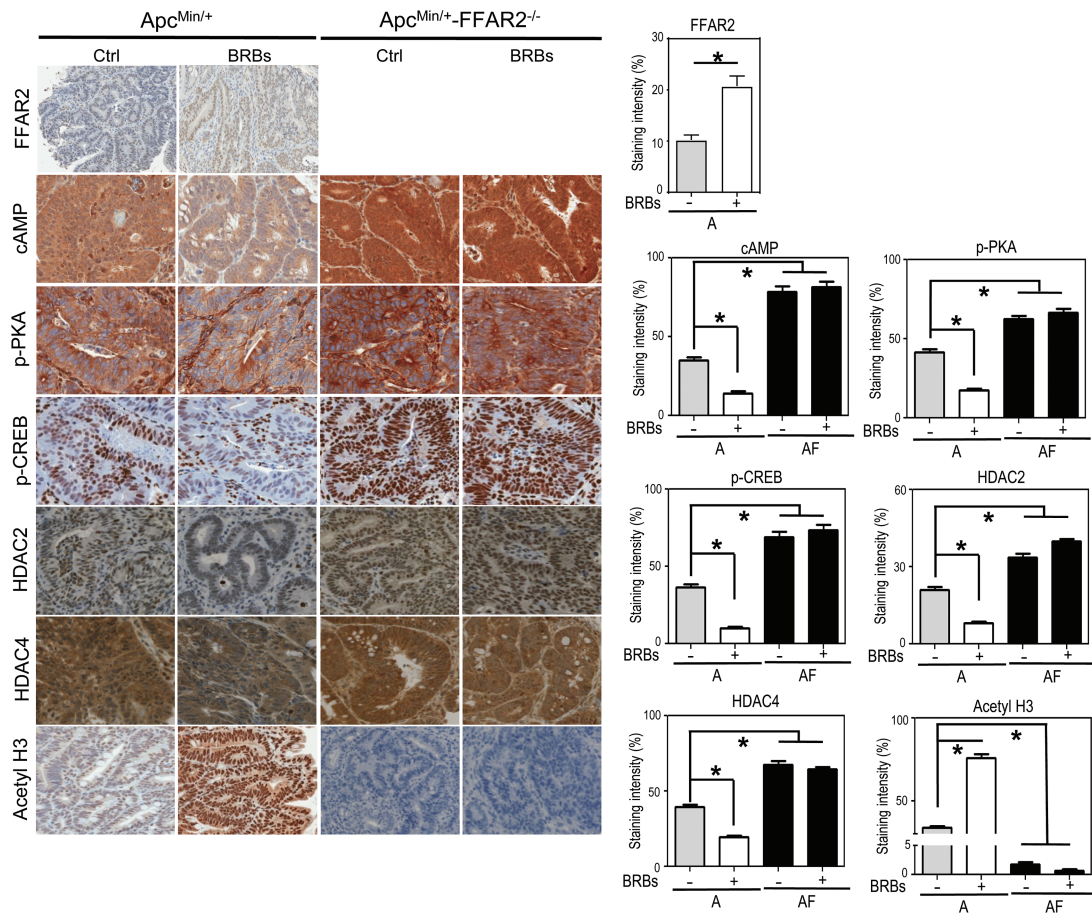 Apc^Min/+ Apc^Min/+-FFAR2^-/-
Ctrl BRBs Ctrl BRBs
FFAR2
cAMP
p-PKA
p-CREB
HDAC2
HDAC4
Acetyl H3
FFAR2
Staining intensity (%)
30
20
10
0
*
BRBs - +
A
cAMP
Staining intensity (%)
100
50
0
*
*
BRBs - + - +
A AF
p-PKA
Staining intensity (%)
100
50
0
*
*
BRBs - + - +
A AF
p-CREB
Staining intensity (%)
100
50
0
*
*
BRBs - + - +
A AF
HDAC2
Staining intensity (%)
60
30
0
*
*
BRBs - + - +
A AF
HDAC4
Staining intensity (%)
100
50
0
*
*
BRBs - + - +
A AF
Acetyl H3
Staining intensity (%)
100
50
5
0
* *
BRBs - + - +
A AF